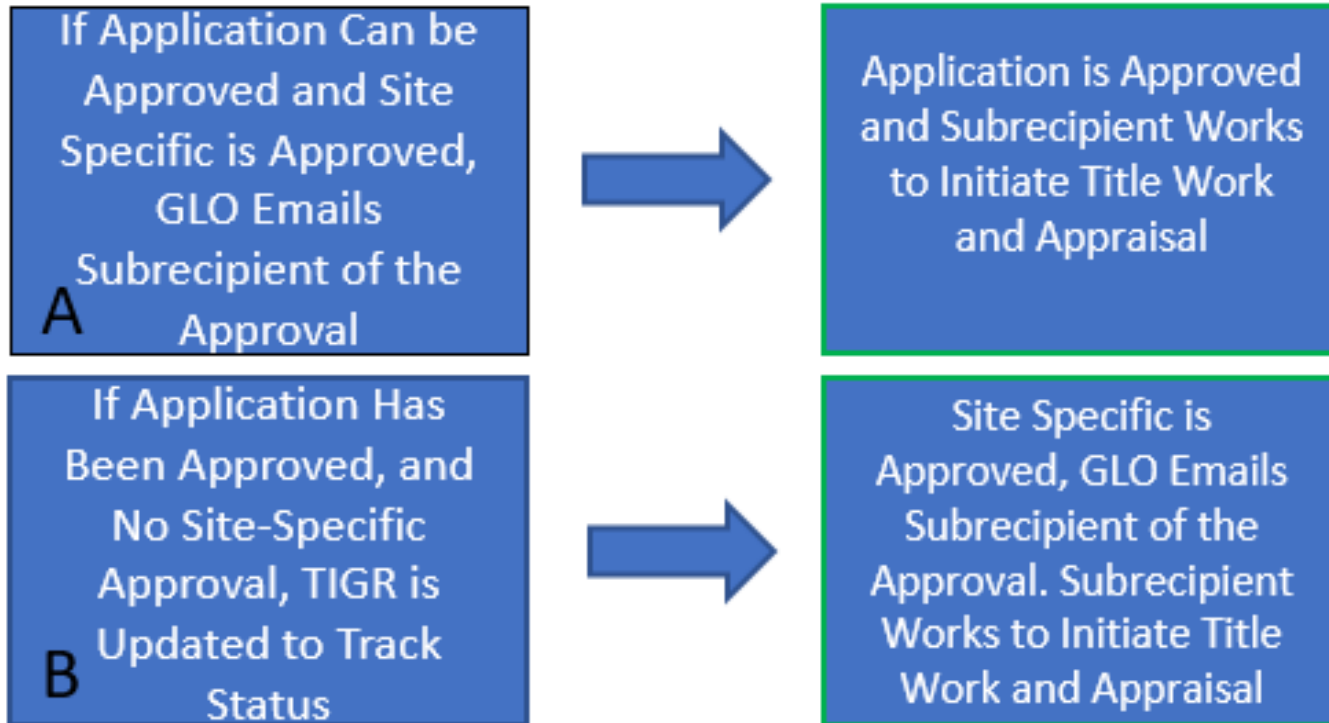 If Application Can be
Approved and Site
Specific is Approved,
GLO Emails
Subrecipient of the
Approval
A
Application is Approved
and Subrecipient Works
to Initiate Title Work
and Appraisal
If Application Has
Been Approved, and
No Site-Specific
Approval, TIGR is
Updated to Track
Status
B
Site Specific is
Approved, GLO Emails
Subrecipient of the
Approval. Subrecipient
Works to Initiate Title
Work and Appraisal